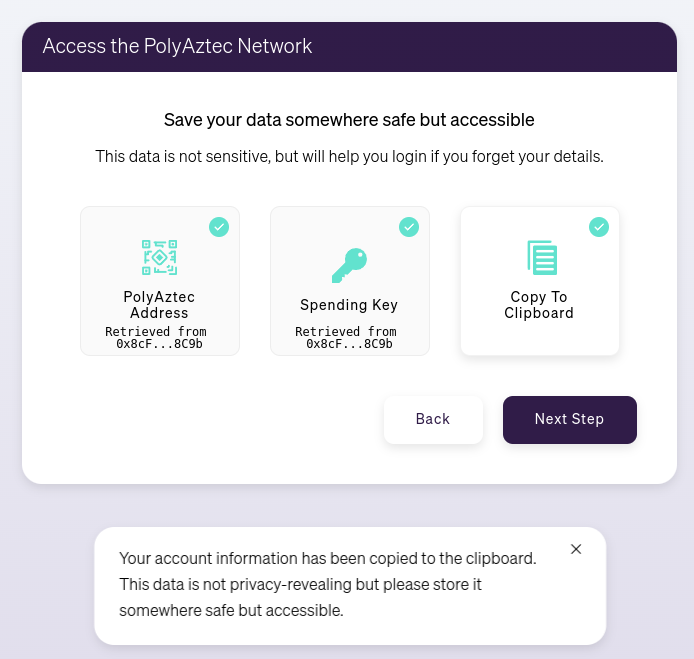 Access the PolyAztec Network
Save your data somewhere safe but accessible
This data is not sensitive, but will help you login if you forget your details.
PolyAztec
Address
Retrieved from
0x8cF...8C9b
Spending Key
Retrieved from
0x8cF...8C9b
Copy To
Clipboard
Back
Next Step
Your account information has been copied to the clipboard.
This data is not privacy-revealing but please store it
somewhere safe but accessible.